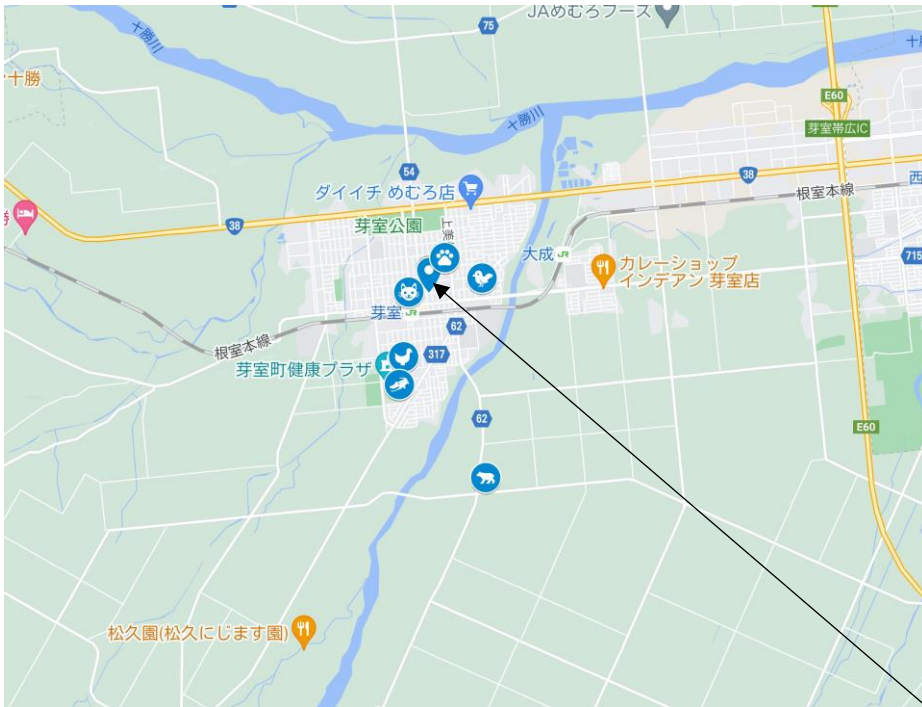 JAめむろフーズ
75
十勝川
十勝
E60
芽室帯広IC
十勝川
54
38
ダイイチ めむろ店
根室本線
西
38
芽室公園
上美
大成
JR
カレーショップ
インデアン 芽室店
715
芽室
JR
62
根室本線
317
芽室町健康プラザ
62
E60
松久園(松久にじます園)